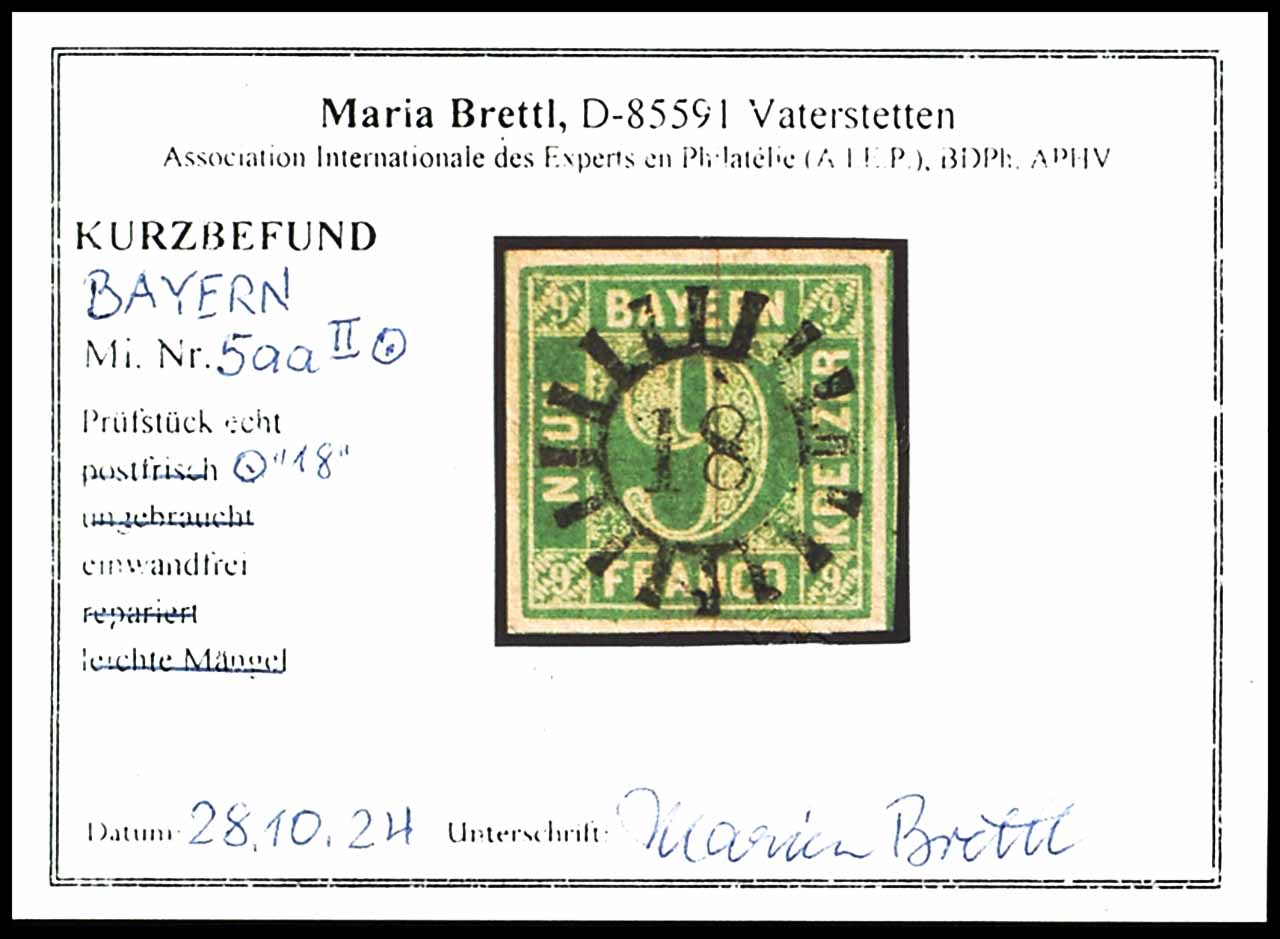 Maria Brettl, D-85591 Vaterstetten
Association Internationale des Experts en Philatélie (A.I.E.P.), BDPh, APHV
KURZBEFUND
BAYERN
Mi. Nr. 5aa II ⊙
Prüfstück echt
postfrisch ⊙ "18"
ungebraucht
einwandfrei
repariert
leichte Mängel
9 BAYERN 9
NEUN
9
18
KREUZER
9 FRANCO 9
Datum: 28.10.24 Unterschrift: Maria Brettl